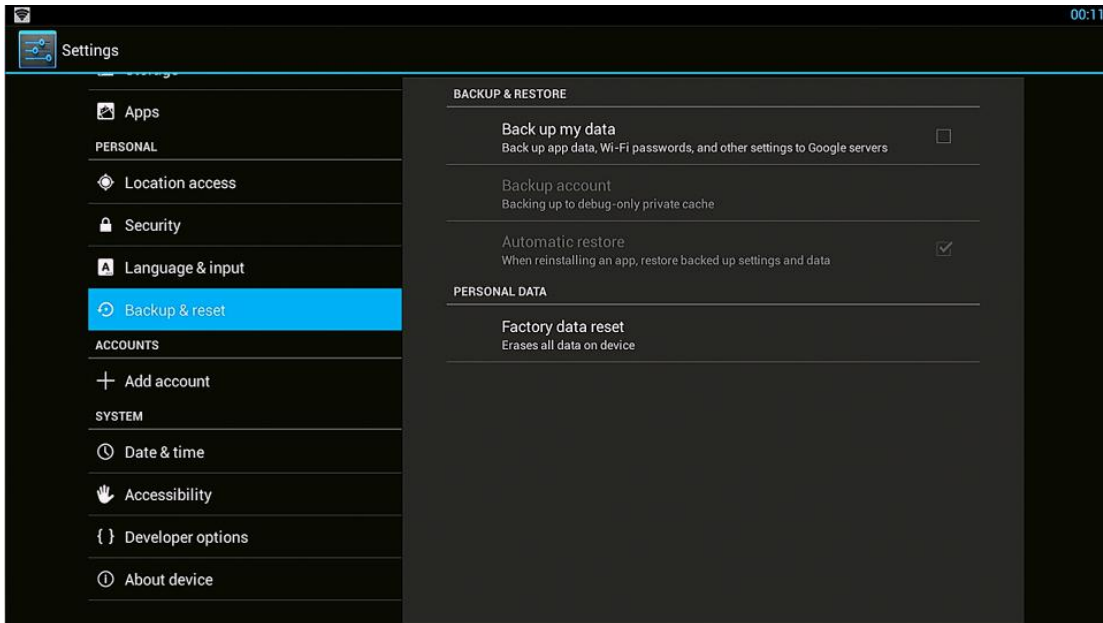 00:11
Settings
Apps
PERSONAL
Location access
Security
Language & input
Backup & reset
ACCOUNTS
Add account
SYSTEM
Date & time
Accessibility
Developer options
About device
BACKUP & RESTORE
Back up my data
Back up app data, Wi-Fi passwords, and other settings to Google servers
Backup account
Backing up to debug-only private cache
Automatic restore
When reinstalling an app, restore backed up settings and data
PERSONAL DATA
Factory data reset
Erases all data on device